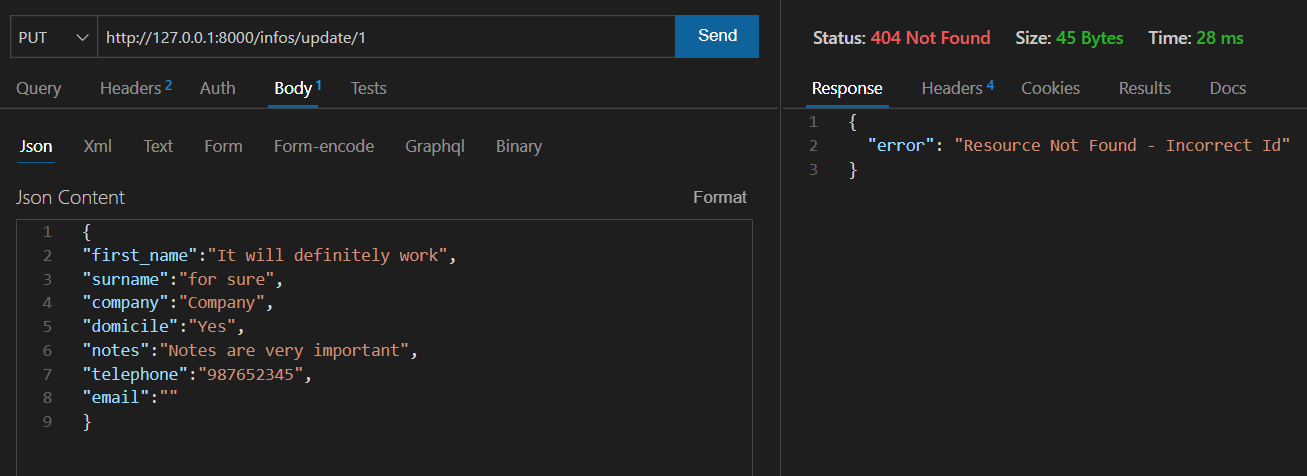 PUT http://127.0.0.1:8000/infos/update/1 Send
Query Headers 2 Auth Body 1 Tests
Json Xml Text Form Form-encode Graphql Binary
Json Content Format
1 {
2 "first_name":"It will definitely work",
3 "surname":"for sure",
4 "company":"Company",
5 "domicile":"Yes",
6 "notes":"Notes are very important",
7 "telephone":"987652345",
8 "email":""
9 }
Status: 404 Not Found Size: 45 Bytes Time: 28 ms
Response Headers 4 Cookies Results Docs
1 {
2 "error": "Resource Not Found - Incorrect Id"
3 }